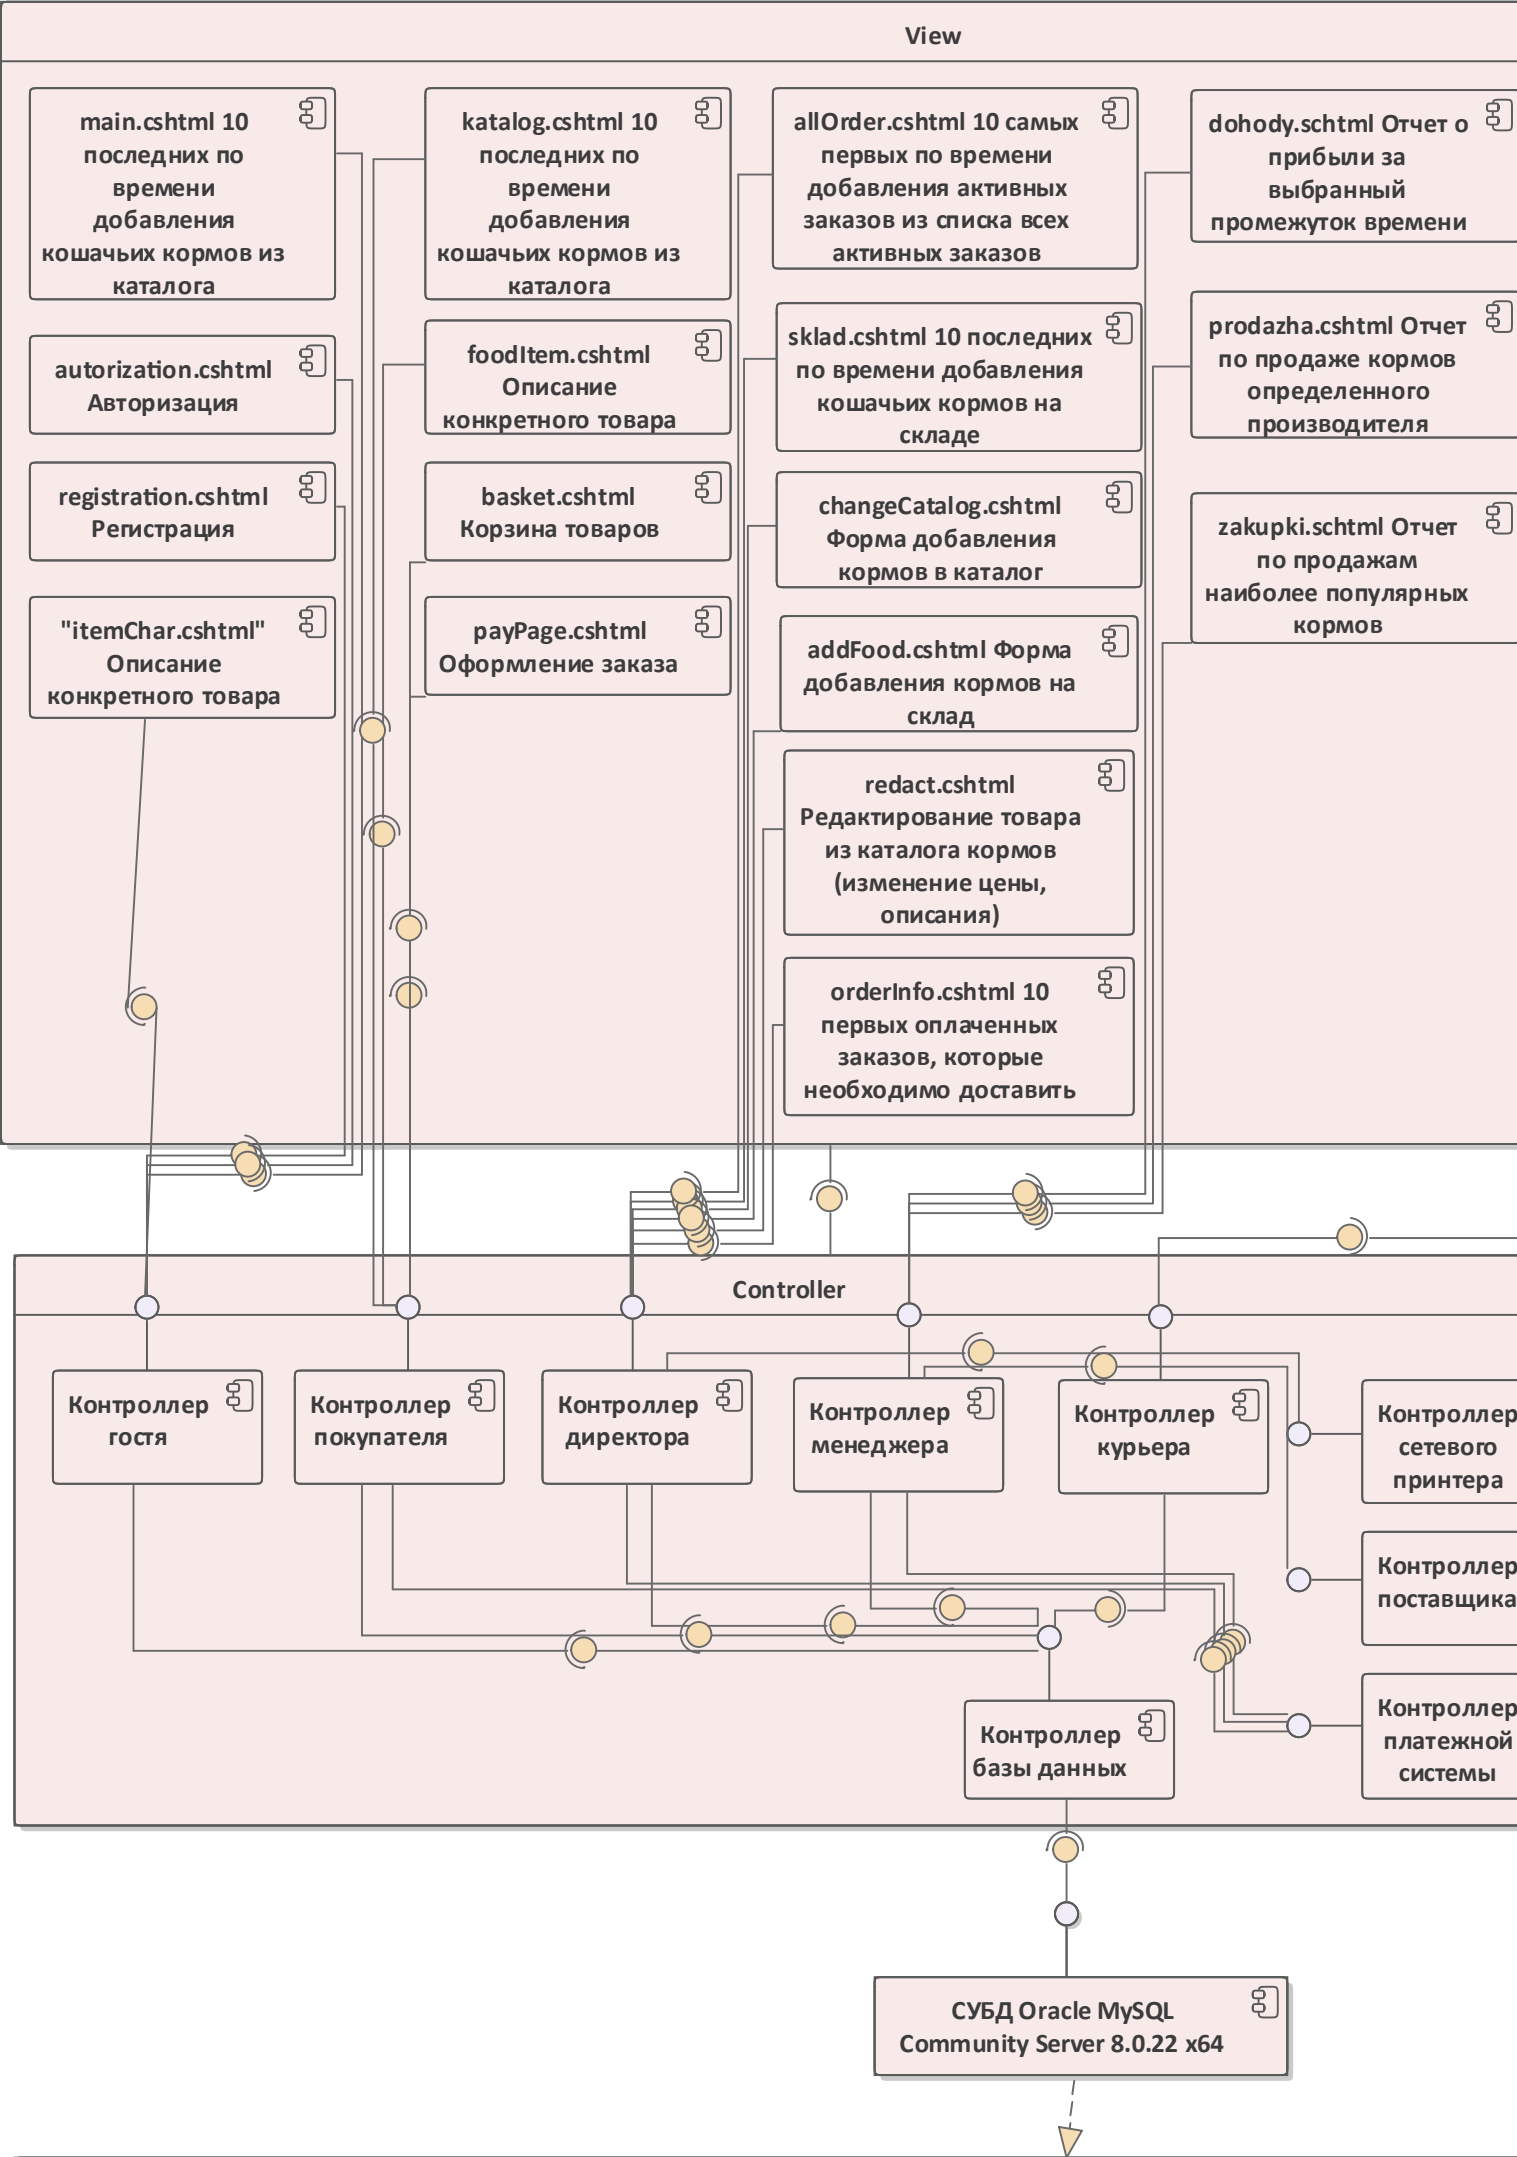 View
main.cshtml 10
последних по
времени
добавления
кошачьих кормов из
каталога
autorization.cshtml
Авторизация
registration.cshtml
Регистрация
"itemChar.cshtml"
Описание
конкретного товара
katalog.cshtml 10
последних по
времени
добавления
кошачьих кормов из
каталога
foodItem.cshtml
Описание
конкретного товара
basket.cshtml
Корзина товаров
payPage.cshtml
Оформление заказа
allOrder.cshtml 10 самых
первых по времени
добавления активных
заказов из списка всех
активных заказов
sklad.cshtml 10 последних
по времени добавления
кошачьих кормов на
складе
changeCatalog.cshtml
Форма добавления
кормов в каталог
addFood.cshtml Форма
добавления кормов на
склад
redact.cshtml
Редактирование товара
из каталога кормов
(изменение цены,
описания)
orderInfo.cshtml 10
первых оплаченных
заказов, которые
необходимо доставить
dohody.schtml Отчет о
прибыли за
выбранный
промежуток времени
prodazha.cshtml Отчет
по продаже кормов
определенного
производителя
zakupki.schtml Отчет
по продажам
наиболее популярных
кормов
Controller
Контроллер
гостя
Контроллер
покупателя
Контроллер
директора
Контроллер
менеджера
Контроллер
курьера
Контроллер
сетевого
принтера
Контроллер
поставщика
Контроллер
платежной
системы
Контроллер
базы данных
СУБД Oracle MySQL
Community Server 8.0.22 x64